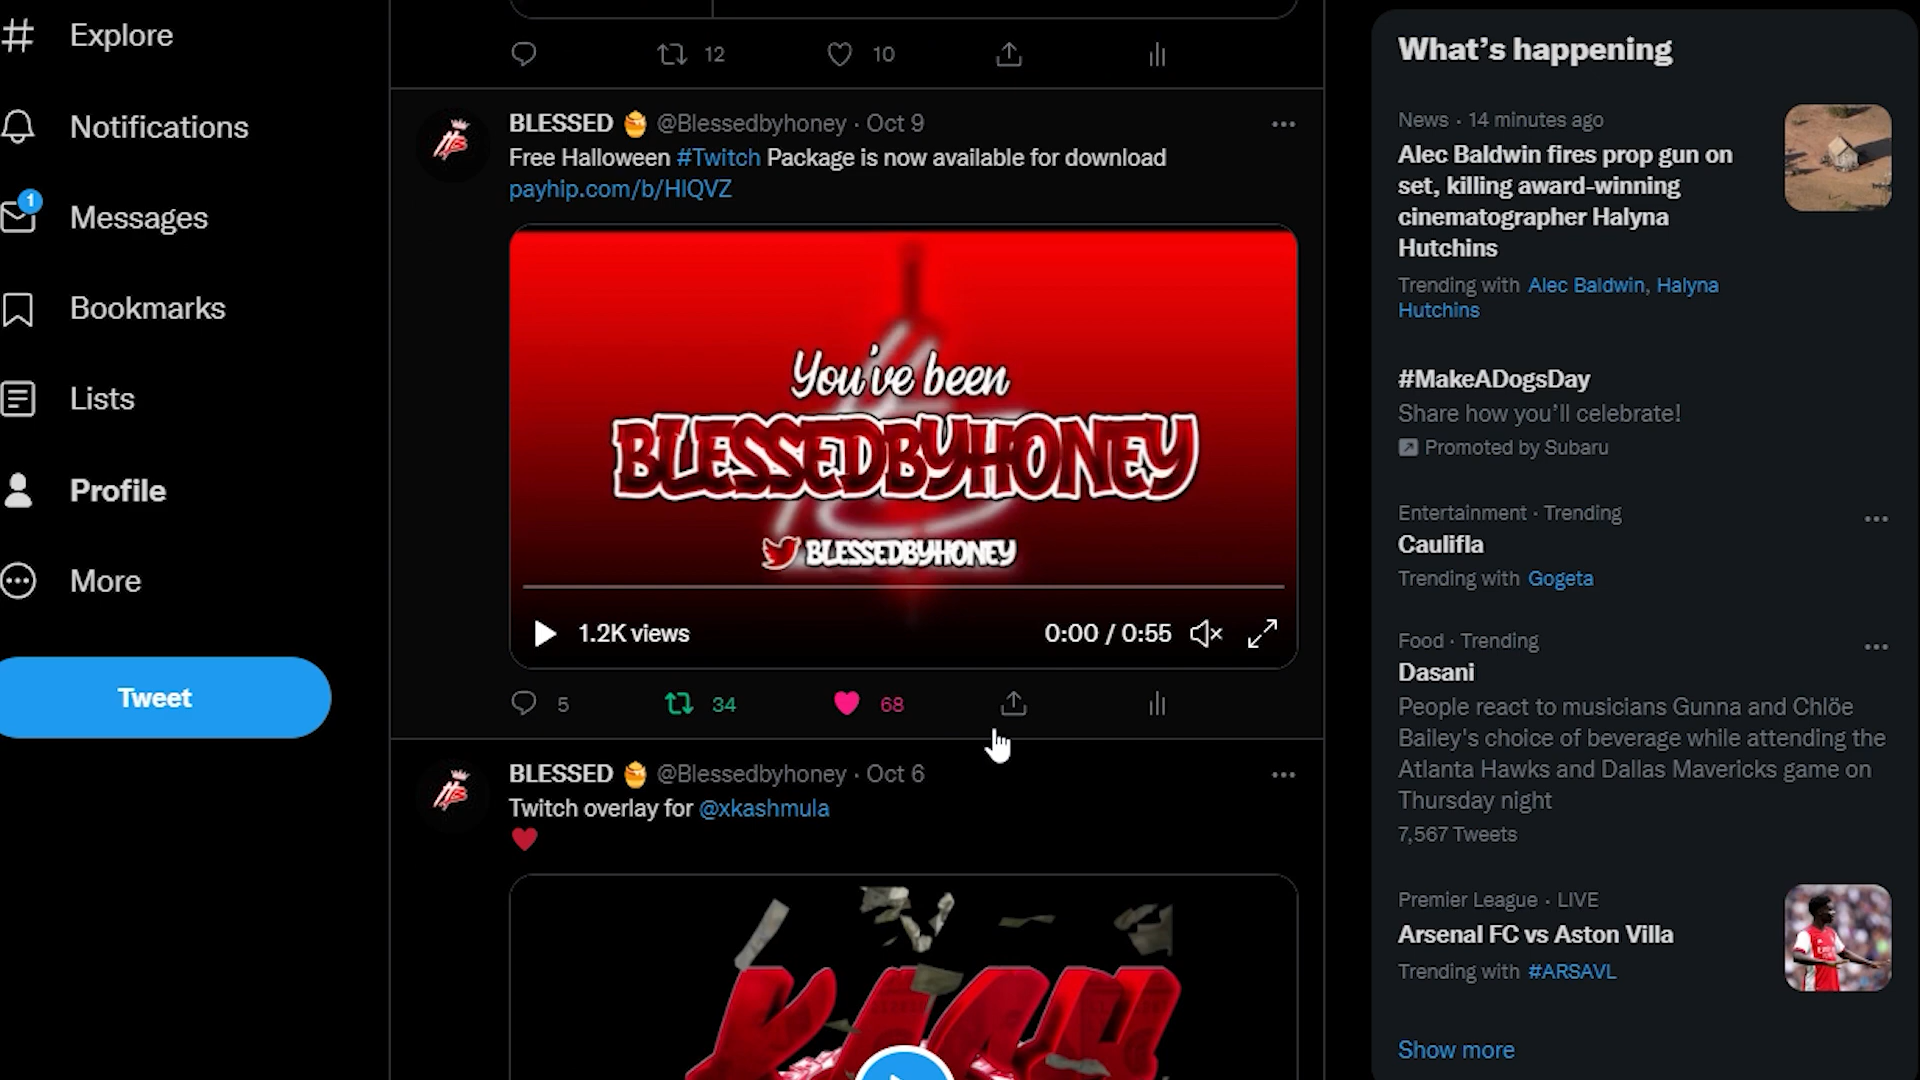 Explore
Notifications
1
Messages
Bookmarks
Lists
Profile
More
Tweet
12
10
BLESSED @Blessedbyhoney · Oct 9
Free Halloween #Twitch Package is now available for download
payhip.com/b/HIQVZ
You've been
BLESSEDBYHONEY
BLESSEDBYHONEY
1.2K views
0:00 / 0:55
5
34
68
BLESSED @Blessedbyhoney · Oct 6
Twitch overlay for @xkashmula
KASH
What's happening
News · 14 minutes ago
Alec Baldwin fires prop gun on
set, killing award-winning
cinematographer Halyna
Hutchins
Trending with Alec Baldwin, Halyna
Hutchins
#MakeADogsDay
Share how you'll celebrate!
Promoted by Subaru
Entertainment · Trending
Caulifla
Trending with Gogeta
Food · Trending
Dasani
People react to musicians Gunna and Chlöe
Bailey's choice of beverage while attending the
Atlanta Hawks and Dallas Mavericks game on
Thursday night
7,567 Tweets
Premier League · LIVE
Arsenal FC vs Aston Villa
Trending with #ARSAVL
Show more